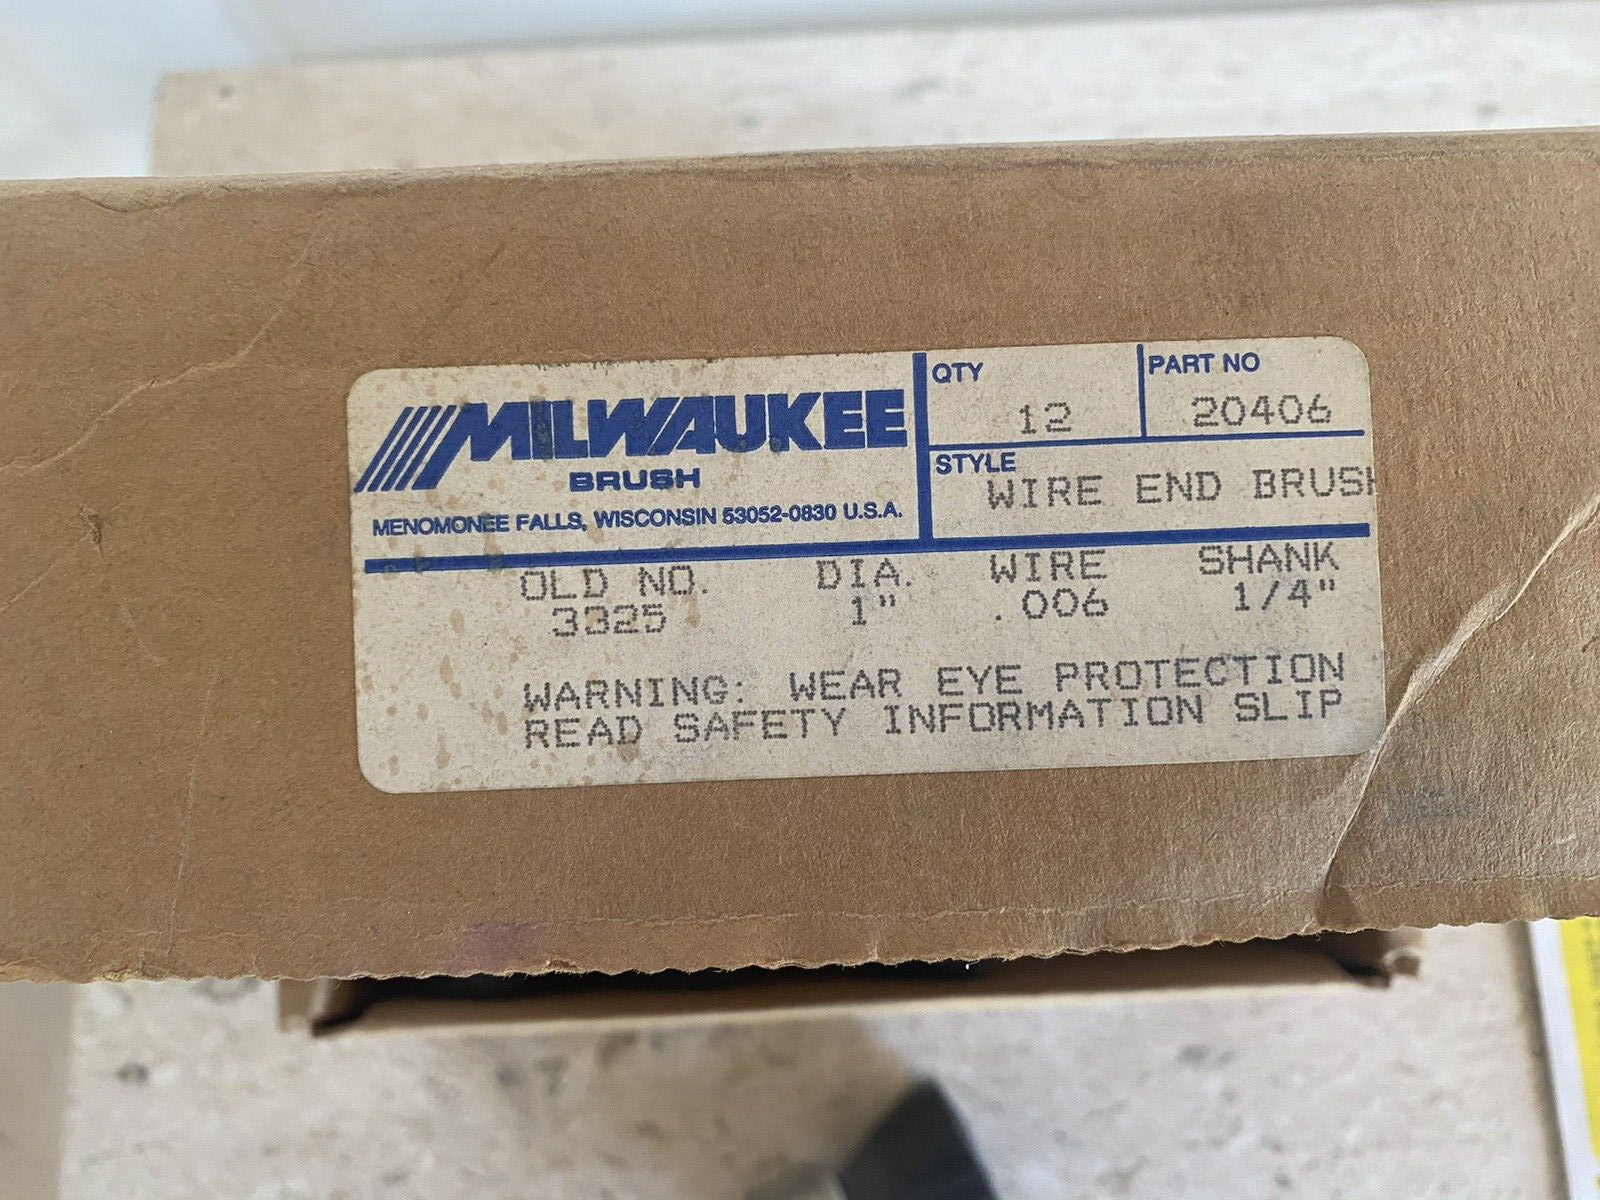 MILWAUKEE
BRUSH
MENOMONEE FALLS, WISCONSIN 53052-0830 U.S.A.
QTY
12
PART NO
20406
STYLE
WIRE END BRUSH
OLD NO. DIA. WIRE SHANK
3325 1" .006 1/4"
WARNING: WEAR EYE PROTECTION
READ SAFETY INFORMATION SLIP